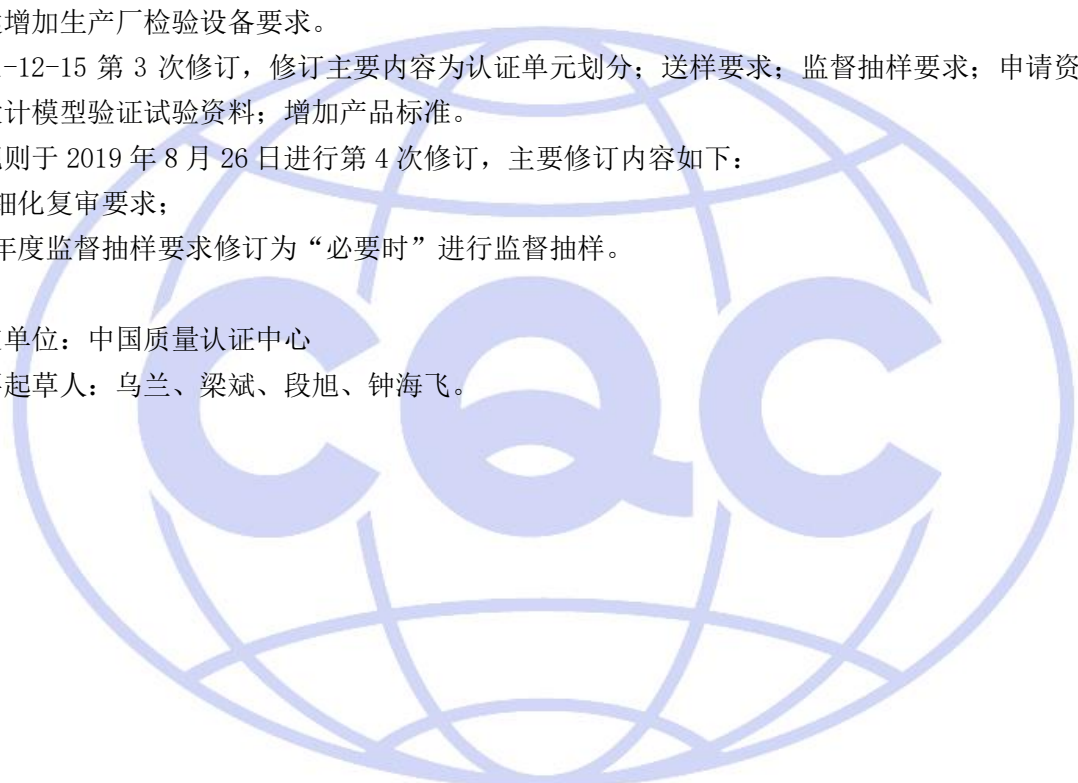 增加生产厂检验设备要求。
-12-15 第 3 次修订，修订主要内容为认证单元划分；送样要求；监督抽样要求；申请资
计模型验证试验资料；增加产品标准。
则于 2019 年 8 月 26 日进行第 4 次修订，主要修订内容如下：
细化复审要求；
年度监督抽样要求修订为“必要时”进行监督抽样。
单位：中国质量认证中心
起草人：乌兰、梁斌、段旭、钟海飞。
CQC